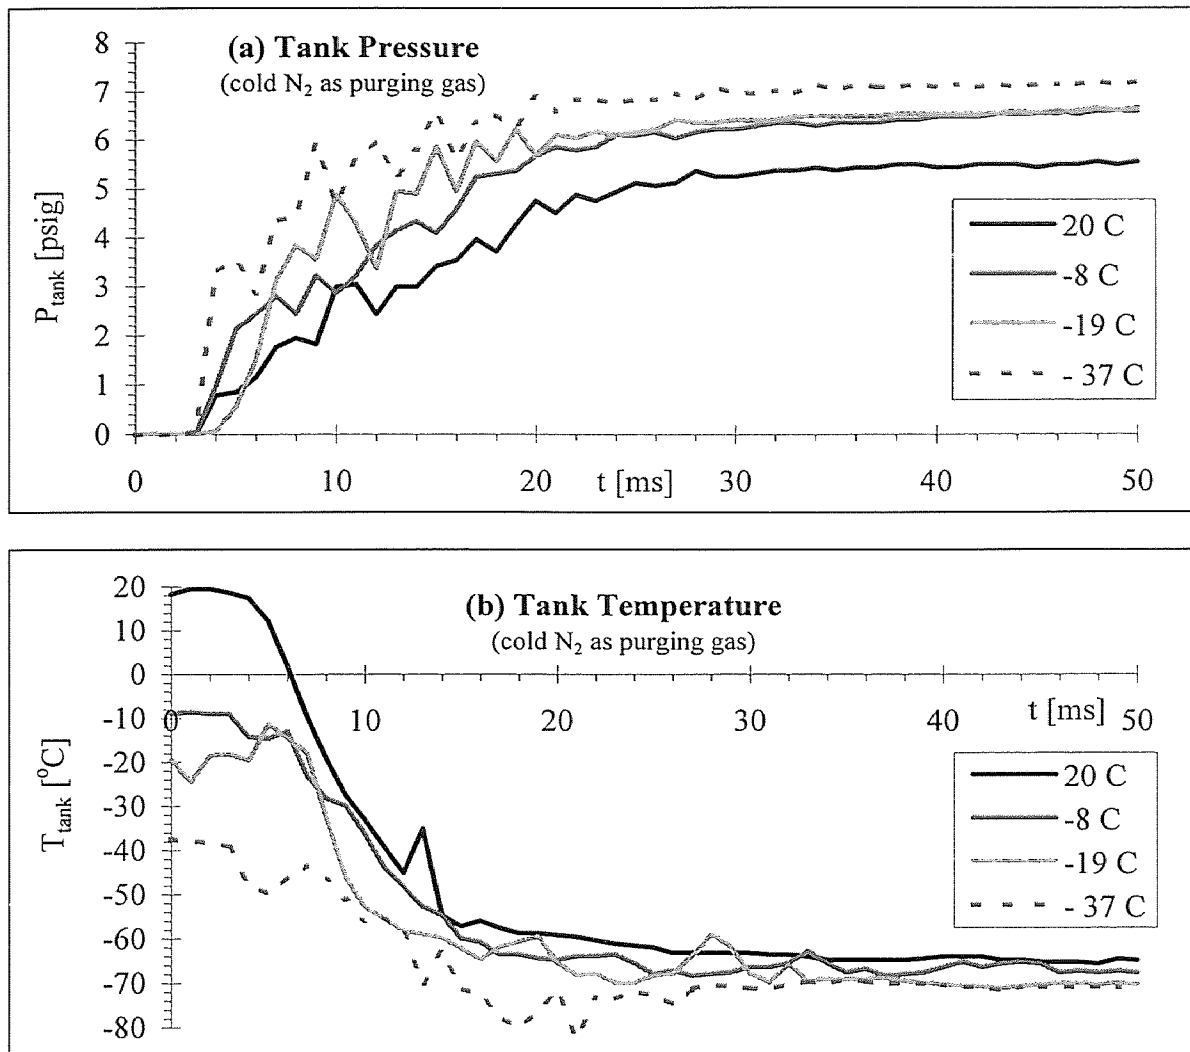 (a) Tank Pressure
(cold N₂ as purging gas)
8
7
6
5
4
3
2
1
0
P_tank [psig]
0 10 20 t [ms] 30 40 50
20 C
-8 C
-19 C
- 37 C
(b) Tank Temperature
(cold N₂ as purging gas)
20
10
0
-10
-20
-30
-40
-50
-60
-70
-80
T_tank [°C]
0 10 20 30 40 t [ms] 50
20 C
-8 C
-19 C
- 37 C